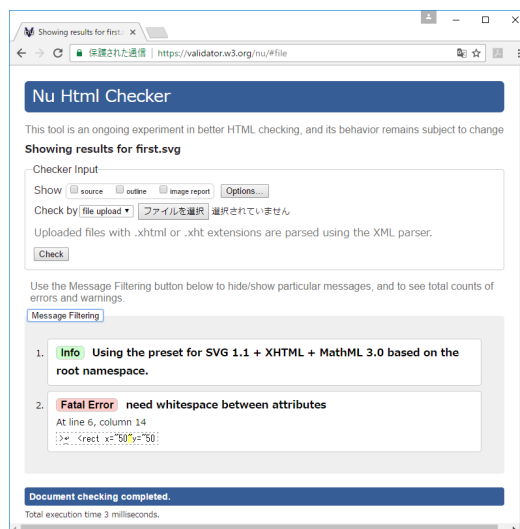 Showing results for first.
保護された通信 | https://validator.w3.org/nu/#file
Nu Html Checker
This tool is an ongoing experiment in better HTML checking, and its behavior remains subject to change
Showing results for first.svg
Checker Input
Show source outline image report Options...
Check by file upload ファイルを選択 選択されていません
Uploaded files with .xhtml or .xht extensions are parsed using the XML parser.
Check
Use the Message Filtering button below to hide/show particular messages, and to see total counts of
errors and warnings.
Message Filtering
1. Info Using the preset for SVG 1.1 + XHTML + MathML 3.0 based on the
root namespace.
2. Fatal Error need whitespace between attributes
At line 6, column 14
>↩ <rect x="50"y="50
Document checking completed.
Total execution time 3 milliseconds.